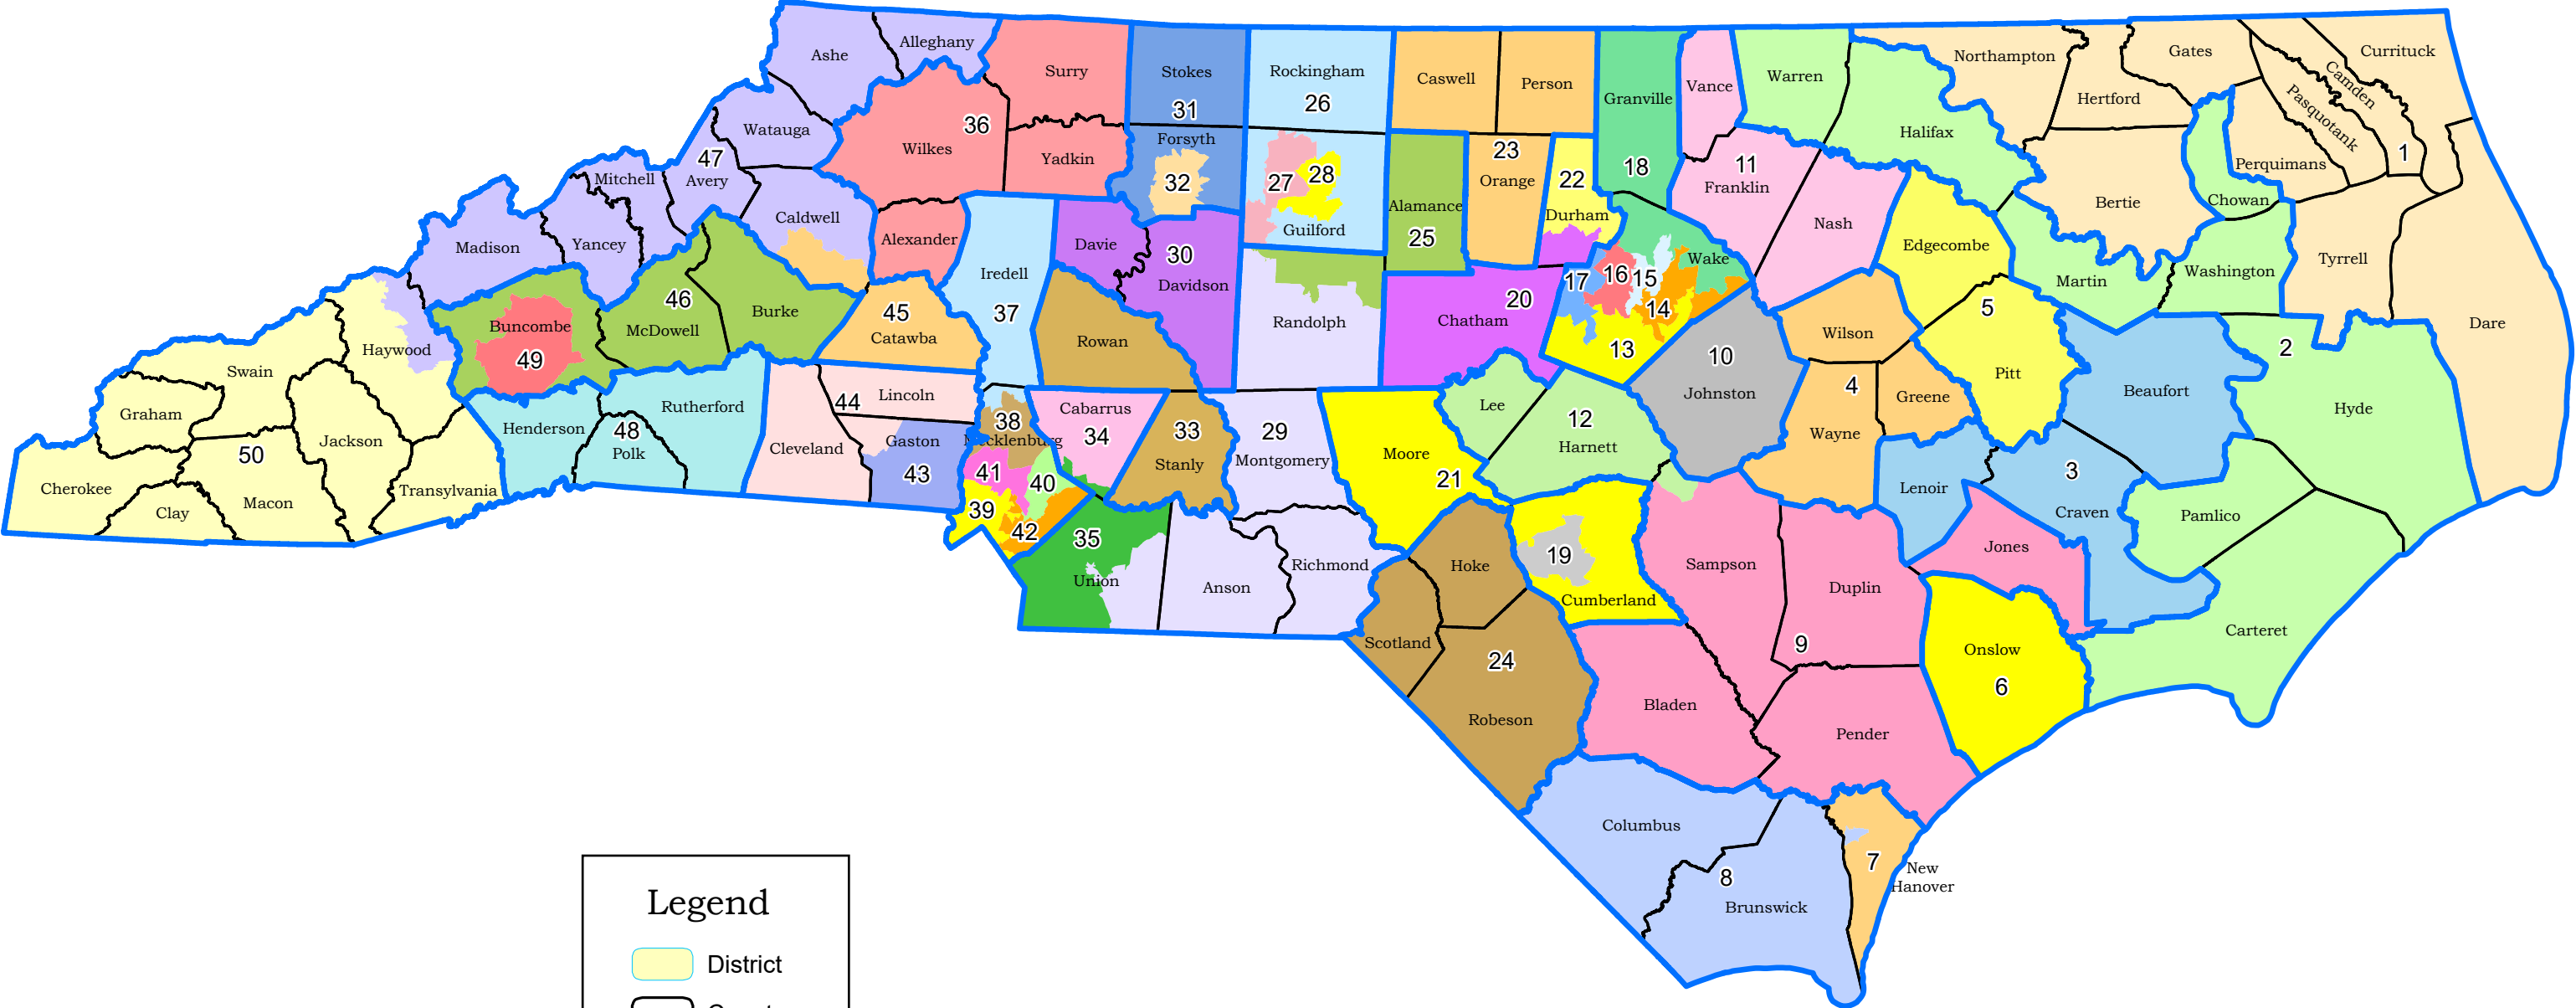 Ashe
Alleghany
Surry
Stokes
31
Rockingham
26
Caswell
Person
Granville
Vance
Warren
Northampton
Gates
Currituck
Camden
Pasquotank
Hertford
Halifax
Perquimans
1
Watauga
47
Avery
Mitchell
Wilkes
36
Yadkin
Forsyth
32
27
28
Guilford
Alamance
25
23
Orange
22
Durham
18
11
Franklin
Nash
Edgecombe
Bertie
Chowan
Madison
Yancey
Caldwell
Alexander
Iredell
37
Davie
30
Davidson
Randolph
20
Chatham
17
16
15
14
13
Wake
10
Johnston
Wilson
4
Greene
Wayne
5
Pitt
Martin
Washington
Tyrrell
Dare
2
Hyde
Beaufort
Haywood
Buncombe
49
46
McDowell
Burke
45
Catawba
Rowan
Swain
Graham
Jackson
50
Cherokee
Clay
Macon
Transylvania
Henderson
48
Polk
Rutherford
Cleveland
44
Lincoln
Gaston
43
38
Mecklenburg
41
40
39
42
Cabarrus
34
33
Stanly
29
Montgomery
Moore
21
Lee
12
Harnett
Lenoir
3
Craven
Pamlico
Jones
35
Union
Anson
Richmond
Hoke
19
Cumberland
Sampson
Duplin
9
Onslow
6
Carteret
Scotland
24
Robeson
Bladen
Pender
Columbus
8
Brunswick
7
New
Hanover
Legend
District